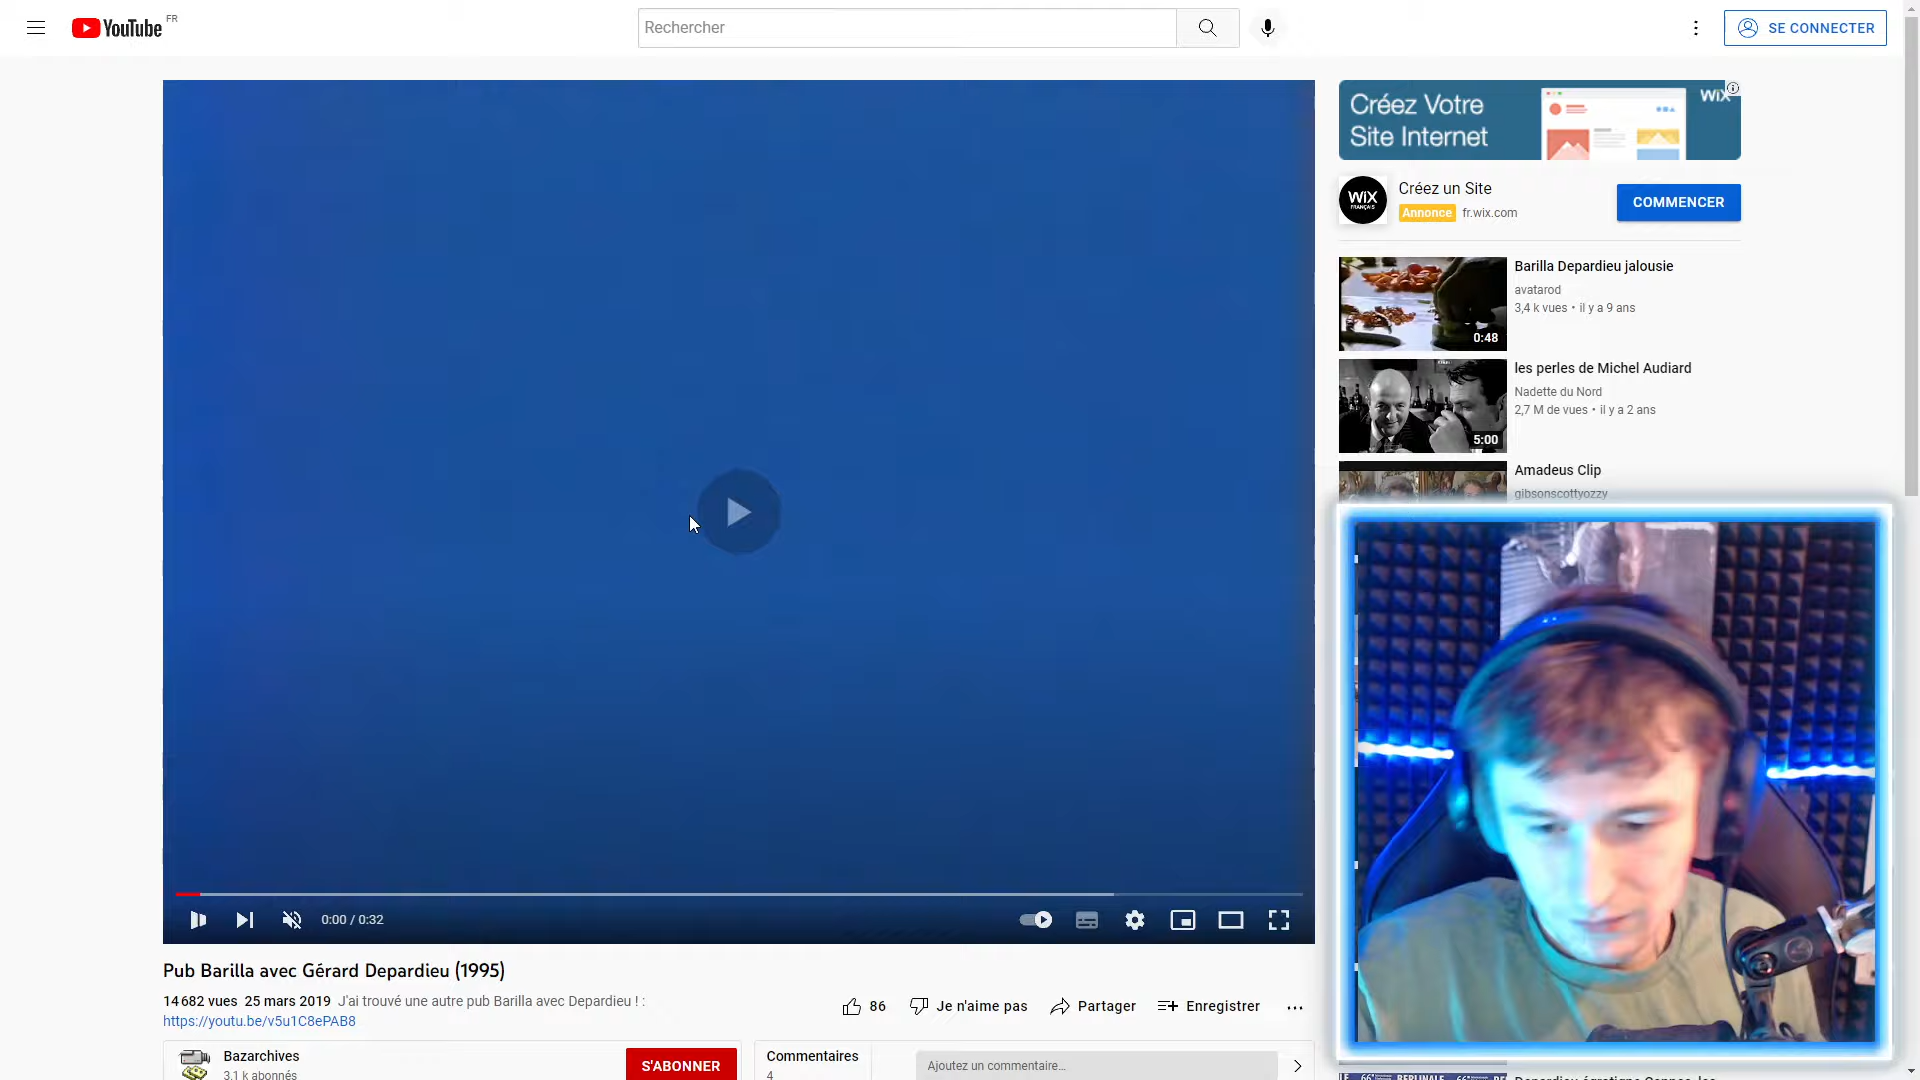 YouTube FR
Rechercher
SE CONNECTER
Créez Votre
Site Internet
WiX
WiX
FRANÇAIS
Créez un Site
Annonce fr.wix.com
COMMENCER
Barilla Depardieu jalousie
avatarod
3,4 k vues • il y a 9 ans
0:48
les perles de Michel Audiard
Nadette du Nord
2,7 M de vues • il y a 2 ans
5:00
Amadeus Clip
gibsonscottyozzy
0:00 / 0:32
Pub Barilla avec Gérard Depardieu (1995)
14 682 vues 25 mars 2019 J'ai trouvé une autre pub Barilla avec Depardieu ! :
https://youtu.be/v5u1C8ePAB8
86
Je n'aime pas
Partager
Enregistrer
Bazarchives
3,1 k abonnés
S'ABONNER
Commentaires
4
Ajoutez un commentaire...